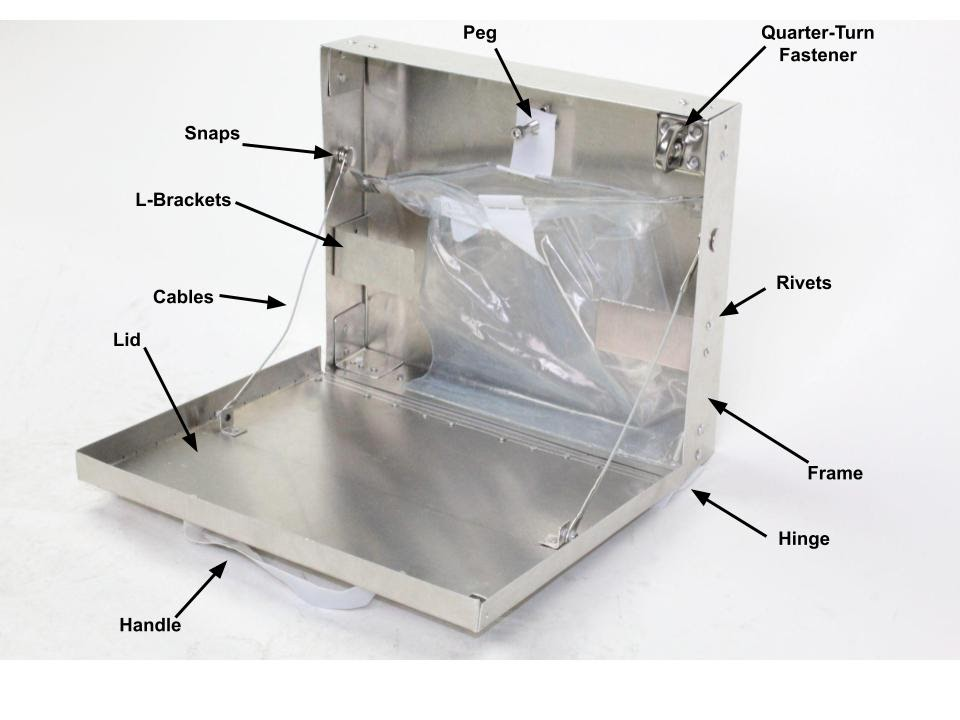 Peg
Quarter-Turn
Fastener
Snaps
L-Brackets
Cables
Rivets
Lid
Frame
Hinge
Handle